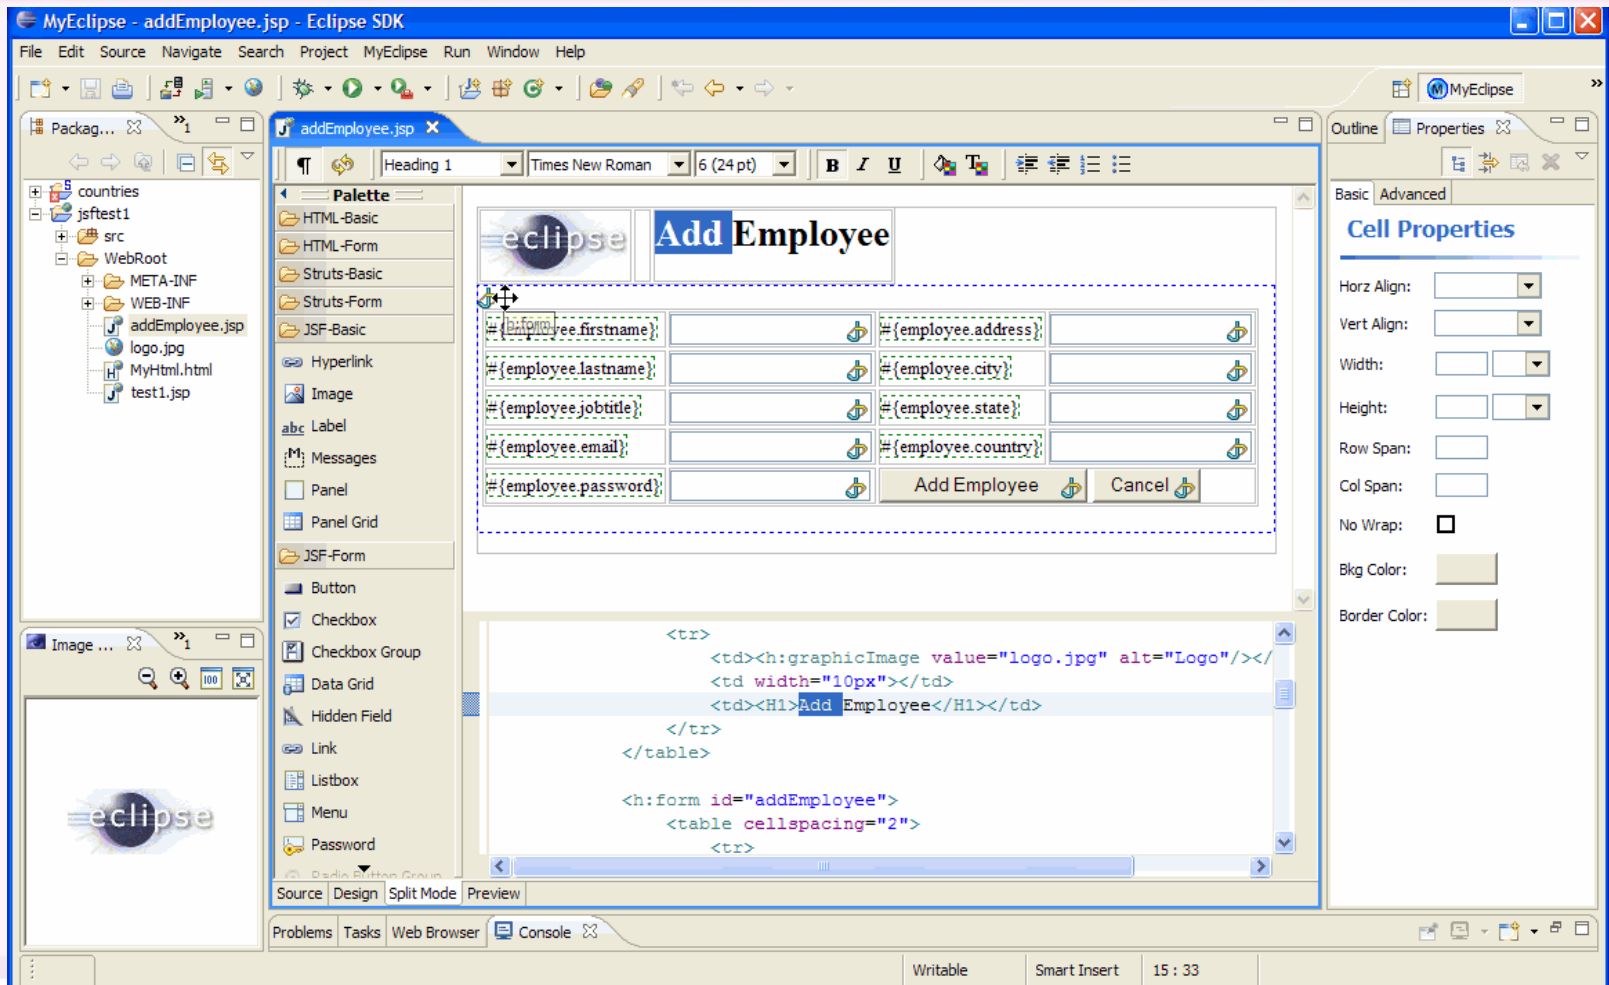 MyEclipse - addEmployee.jsp - Eclipse SDK
File Edit Source Navigate Search Project MyEclipse Run Window Help
MyEclipse
Packag...
1
countries
jsftest1
src
WebRoot
META-INF
WEB-INF
addEmployee.jsp
logo.jpg
MyHtml.html
test1.jsp
Image ...
1
100
eclipse
addEmployee.jsp
Heading 1 Times New Roman 6 (24 pt) B I U
Palette
HTML-Basic
HTML-Form
Struts-Basic
Struts-Form
JSF-Basic
Hyperlink
Image
abc Label
Messages
Panel
Panel Grid
JSF-Form
Button
Checkbox
Checkbox Group
Data Grid
Hidden Field
Link
Listbox
Menu
Password
Radio Button Group
eclipse Add Employee
h:form
#{employee.firstname} #{employee.address}
#{employee.lastname} #{employee.city}
#{employee.jobtitle} #{employee.state}
#{employee.email} #{employee.country}
#{employee.password} Add Employee Cancel
<tr>
<td><h:graphicImage value="logo.jpg" alt="Logo"/></
<td width="10px"></td>
<td><H1>Add Employee</H1></td>
</tr>
</table>
<h:form id="addEmployee">
<table cellspacing="2">
<tr>
Source Design Split Mode Preview
Outline Properties
Basic Advanced
Cell Properties
Horz Align:
Vert Align:
Width:
Height:
Row Span:
Col Span:
No Wrap:
Bkg Color:
Border Color:
Problems Tasks Web Browser Console
Writable Smart Insert 15 : 33